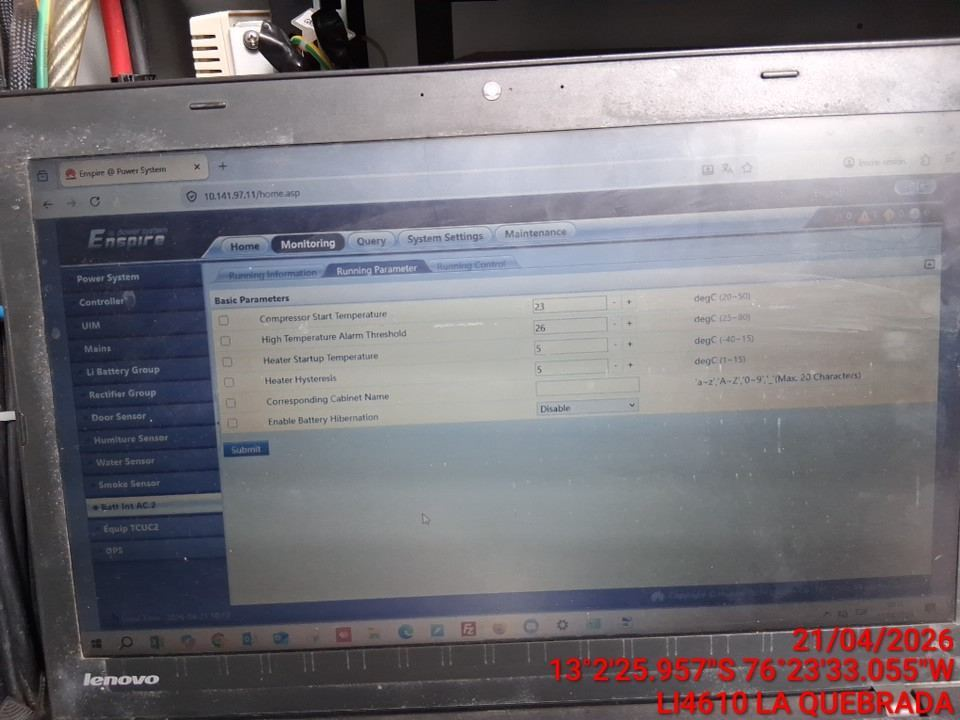 Enspire @ Power System
10.141.97.11/home.asp
Enspire
Home
Monitoring
Query
System Settings
Maintenance
Running Information
Running Parameter
Running Control
Power System
Controller
UIM
Mains
Li Battery Group
Rectifier Group
Door Sensor
Humiture Sensor
Water Sensor
Smoke Sensor
Batt Int AC.2
Equip TCUC2
GPS
Basic Parameters
Compressor Start Temperature 23 - + degC (20~50)
High Temperature Alarm Threshold 26 - + degC (25~80)
Heater Startup Temperature 5 - + degC (-40~15)
Heater Hysteresis 5 - + degC (1~15)
Corresponding Cabinet Name 'a~z','A~Z','0~9','_'(Max. 20 Characters)
Enable Battery Hibernation Disable
Submit
lenovo
21/04/2026
13°2'25.957"S 76°23'33.055"W
LI4610 LA QUEBRADA